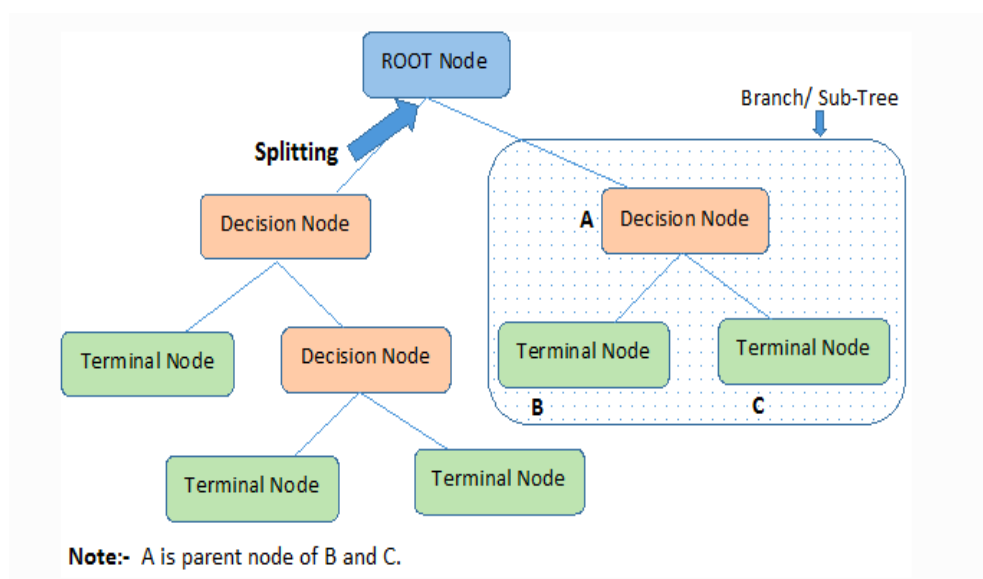 ROOT Node
Branch/ Sub-Tree
Splitting
Decision Node
A
Decision Node
Terminal Node
Decision Node
Terminal Node
Terminal Node
B
C
Terminal Node
Terminal Node
Note:- A is parent node of B and C.